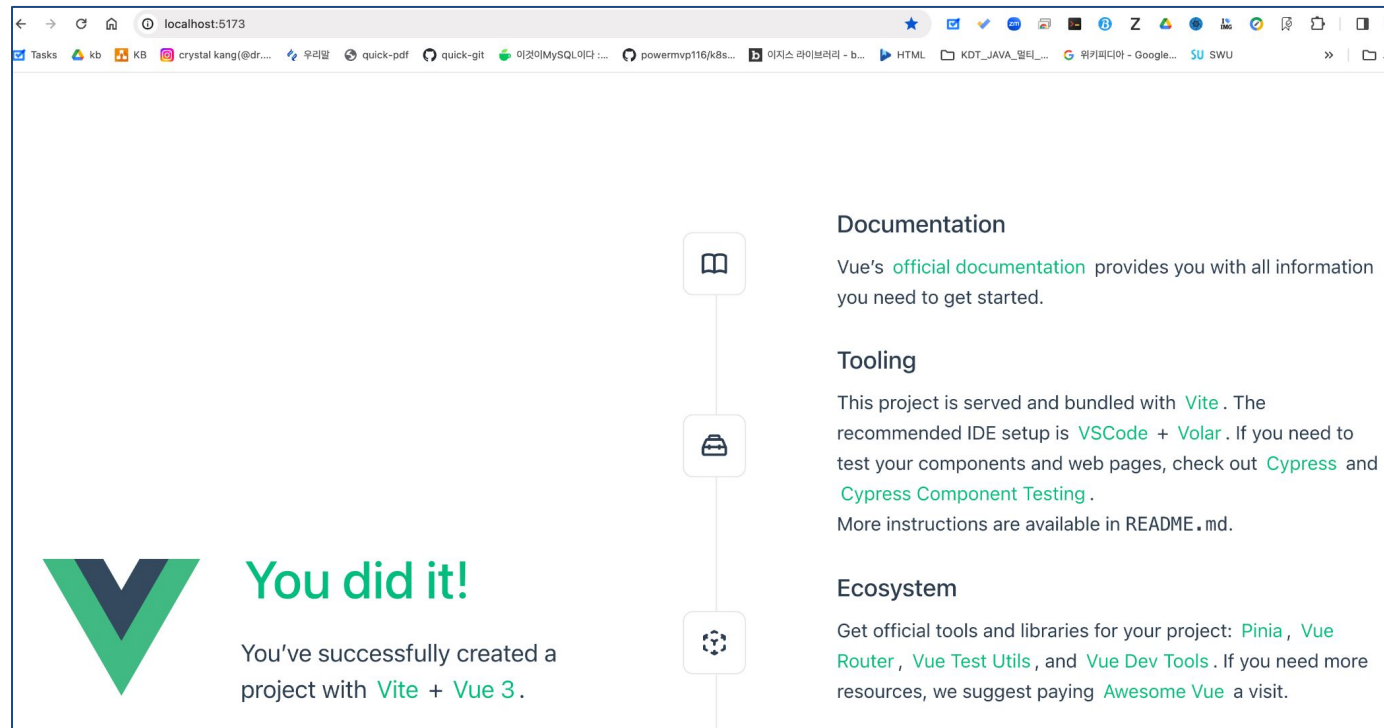 localhost:5173
Tasks kb KB crystal kang(@dr.... 우리말 quick-pdf quick-git 이것이MySQL이다 :... powermvp116/k8s... 이지스 라이브러리 - b... HTML KDT_JAVA_멀티_... 위키피디아 - Google... SWU »
Documentation
Vue’s official documentation provides you with all information
you need to get started.
Tooling
This project is served and bundled with Vite . The
recommended IDE setup is VSCode + Volar . If you need to
test your components and web pages, check out Cypress and
Cypress Component Testing .
More instructions are available in README.md.
You did it!
You’ve successfully created a
project with Vite + Vue 3 .
Ecosystem
Get official tools and libraries for your project: Pinia , Vue
Router , Vue Test Utils , and Vue Dev Tools . If you need more
resources, we suggest paying Awesome Vue a visit.